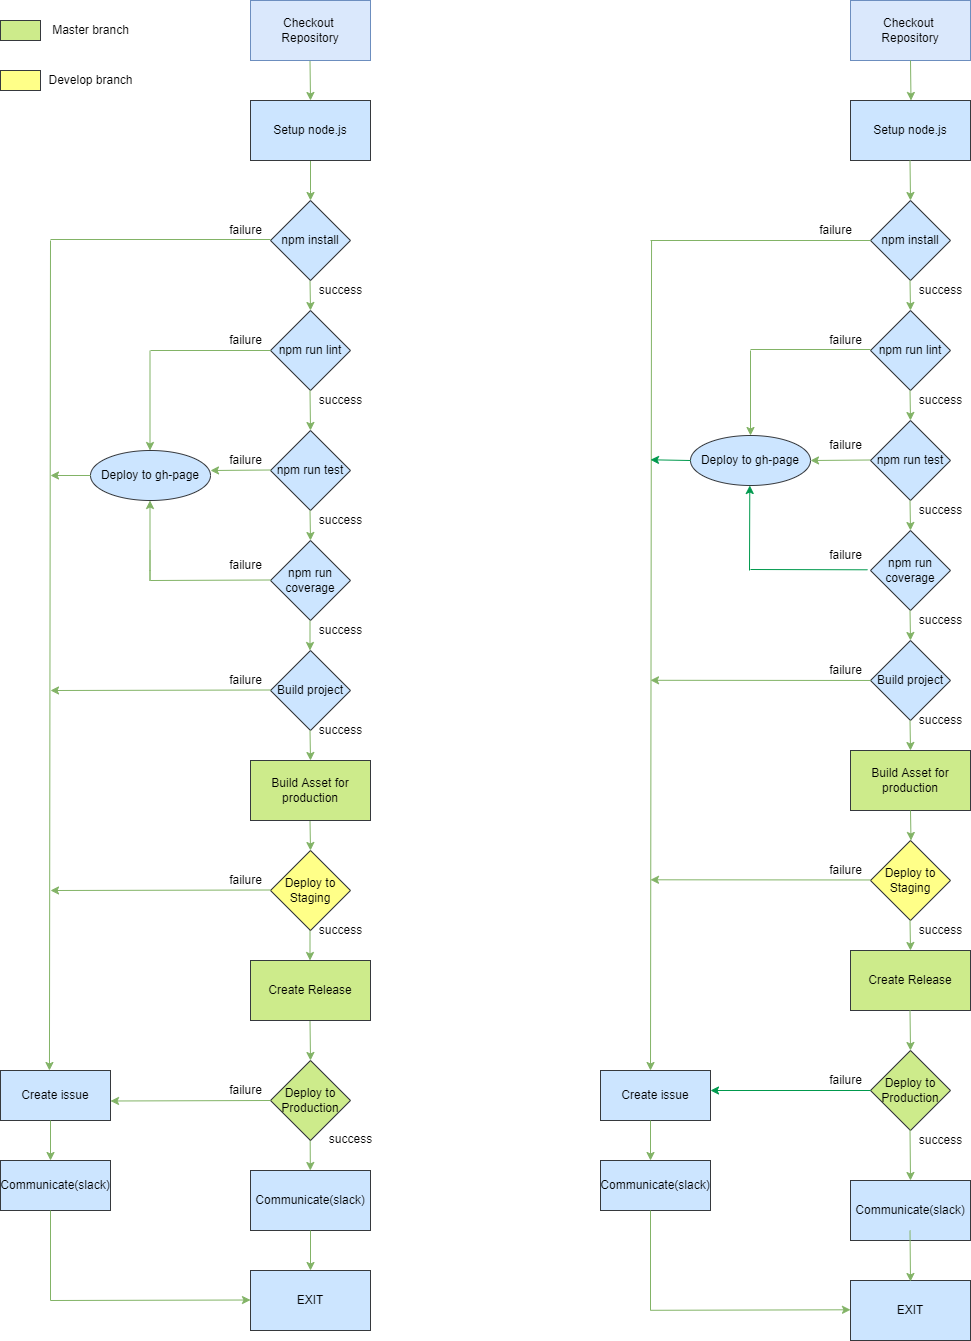 Master branch
Develop branch
Checkout
Repository
Setup node.js
failure
npm install
success
failure
npm run lint
success
failure
npm run test
Deploy to gh-page
success
failure
npm run
coverage
success
failure
Build project
success
Build Asset for
production
failure
Deploy to
Staging
success
Create Release
failure
Deploy to
Production
Create issue
success
Communicate(slack)
Communicate(slack)
EXIT
Checkout
Repository
Setup node.js
failure
npm install
success
failure
npm run lint
success
failure
npm run test
Deploy to gh-page
success
failure
npm run
coverage
success
failure
Build project
success
Build Asset for
production
failure
Deploy to
Staging
success
Create Release
failure
Deploy to
Production
Create issue
success
Communicate(slack)
Communicate(slack)
EXIT